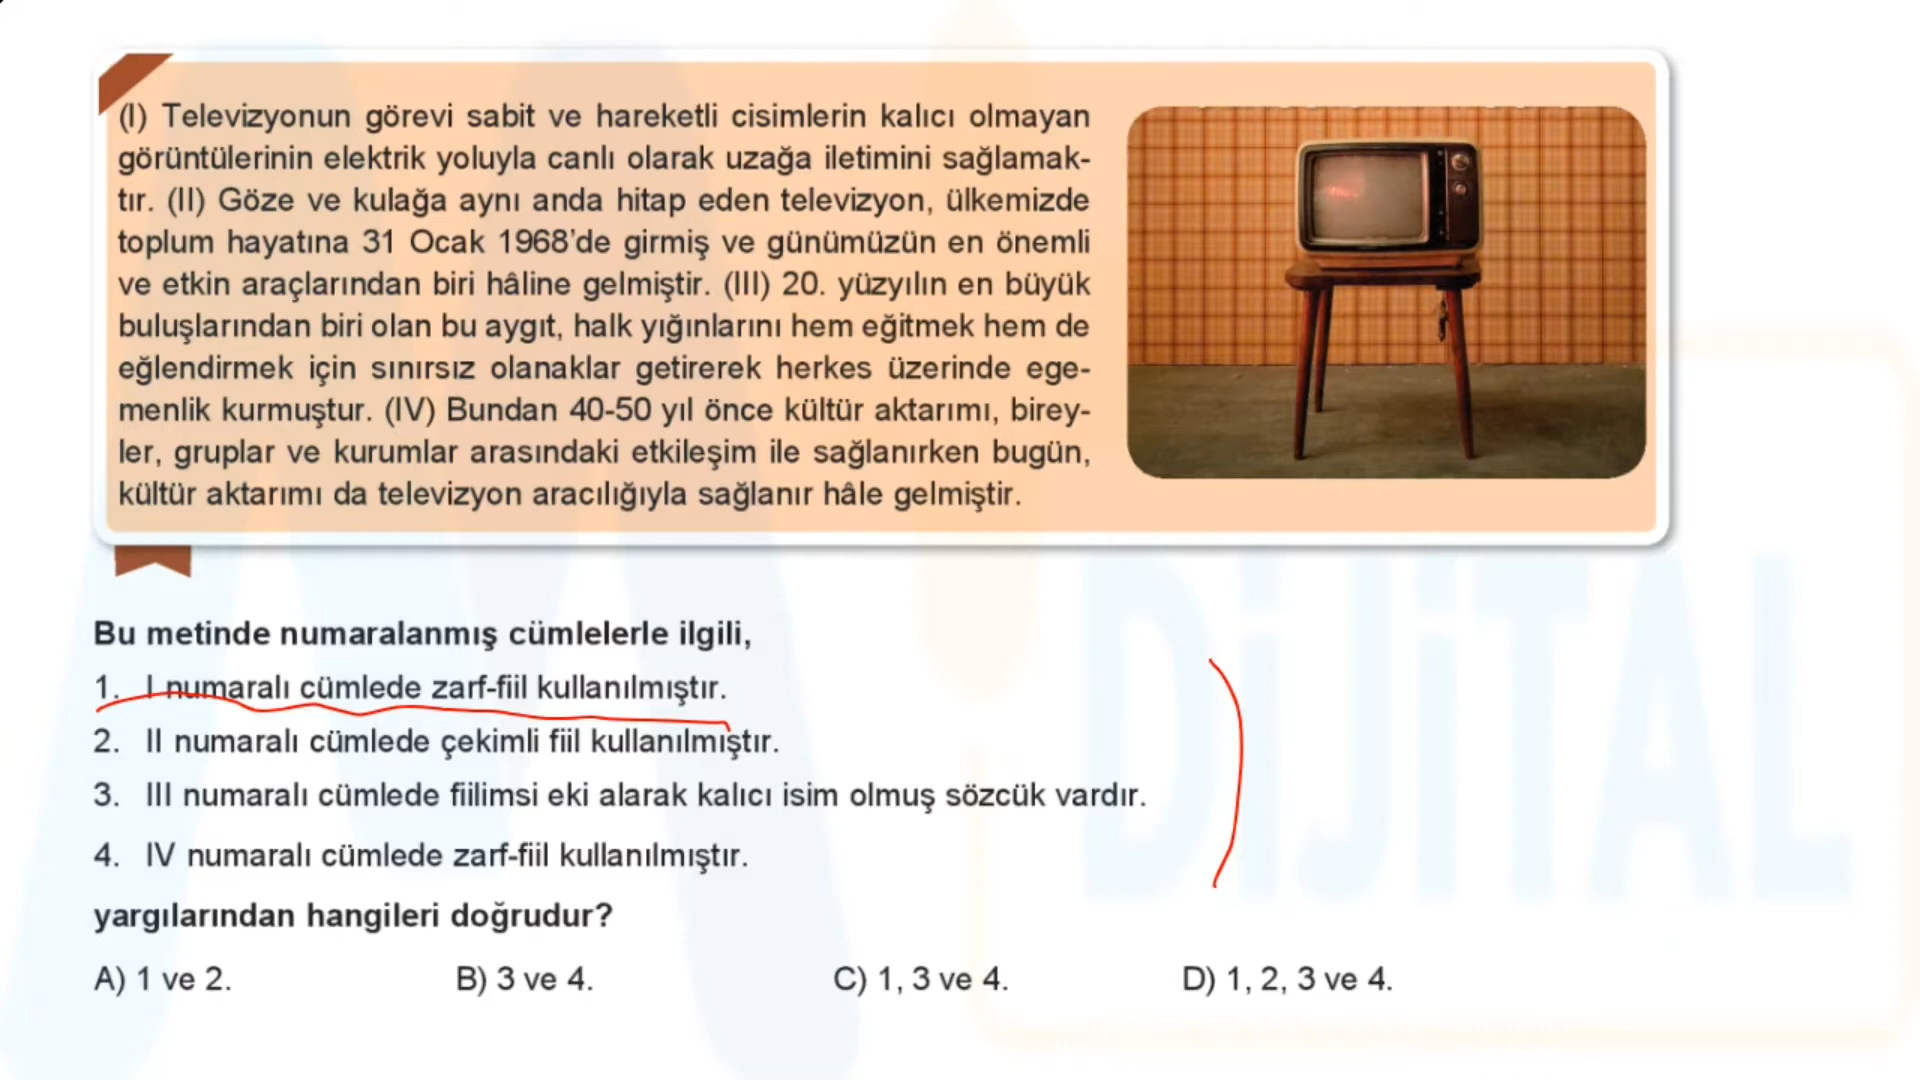 (I) Televizyonun görevi sabit ve hareketli cisimlerin kalıcı olmayan
görüntülerinin elektrik yoluyla canlı olarak uzağa iletimini sağlamak-
tır. (II) Göze ve kulağa aynı anda hitap eden televizyon, ülkemizde
toplum hayatına 31 Ocak 1968’de girmiş ve günümüzün en önemli
ve etkin araçlarından biri hâline gelmiştir. (III) 20. yüzyılın en büyük
buluşlarından biri olan bu aygıt, halk yığınlarını hem eğitmek hem de
eğlendirmek için sınırsız olanaklar getirerek herkes üzerinde ege-
menlik kurmuştur. (IV) Bundan 40-50 yıl önce kültür aktarımı, birey-
ler, gruplar ve kurumlar arasındaki etkileşim ile sağlanırken bugün,
kültür aktarımı da televizyon aracılığıyla sağlanır hâle gelmiştir.
Bu metinde numaralanmış cümlelerle ilgili,
1. I numaralı cümlede zarf-fiil kullanılmıştır.
2. II numaralı cümlede çekimli fiil kullanılmıştır.
3. III numaralı cümlede fiilimsi eki alarak kalıcı isim olmuş sözcük vardır.
4. IV numaralı cümlede zarf-fiil kullanılmıştır.
yargılarından hangileri doğrudur?
A) 1 ve 2. B) 3 ve 4. C) 1, 3 ve 4. D) 1, 2, 3 ve 4.
DİJİTAL